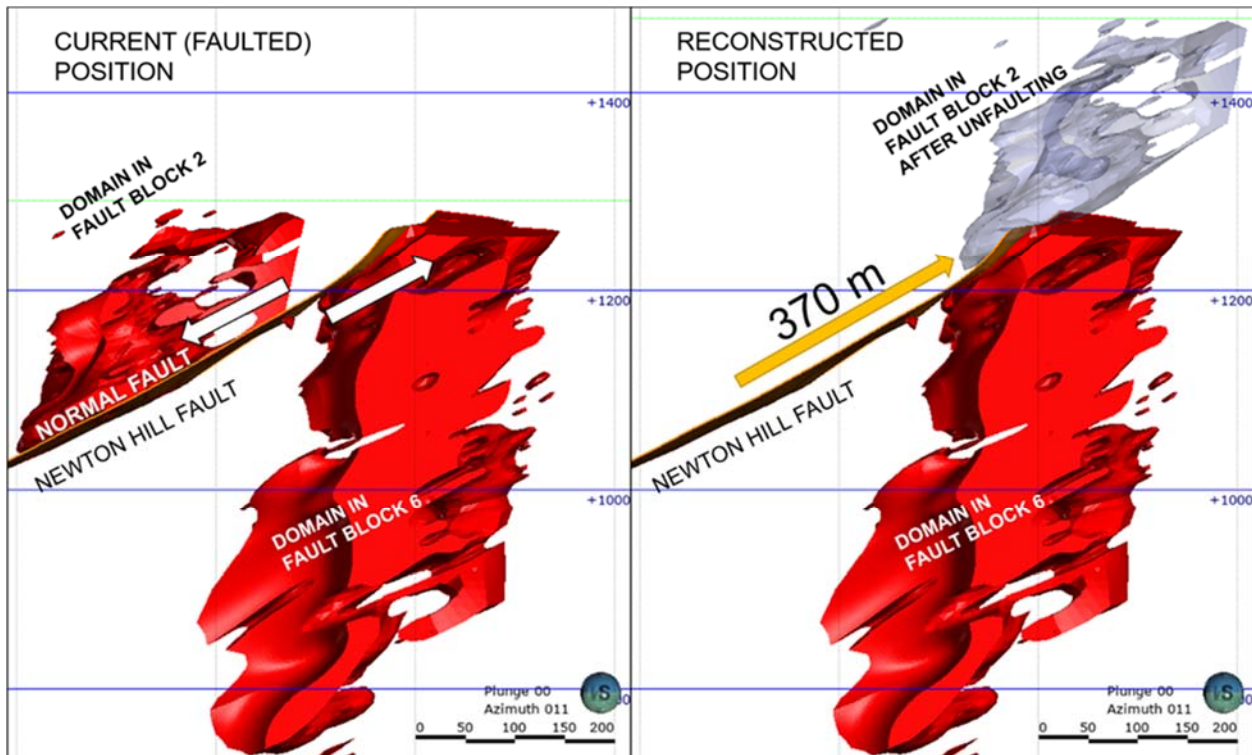 CURRENT (FAULTED)
POSITION
+1400
DOMAIN IN
FAULT BLOCK 2
+1200
NORMAL FAULT
NEWTON HILL FAULT
+1000
DOMAIN IN
FAULT BLOCK 6
Plunge 00
Azimuth 011
0 50 100 150 200
RECONSTRUCTED
POSITION
DOMAIN IN
FAULT BLOCK 2
AFTER UNFAULTING
+1400
370 m
+1200
NEWTON HILL FAULT
+1000
DOMAIN IN
FAULT BLOCK 6
Plunge 00
Azimuth 011
0 50 100 150 200